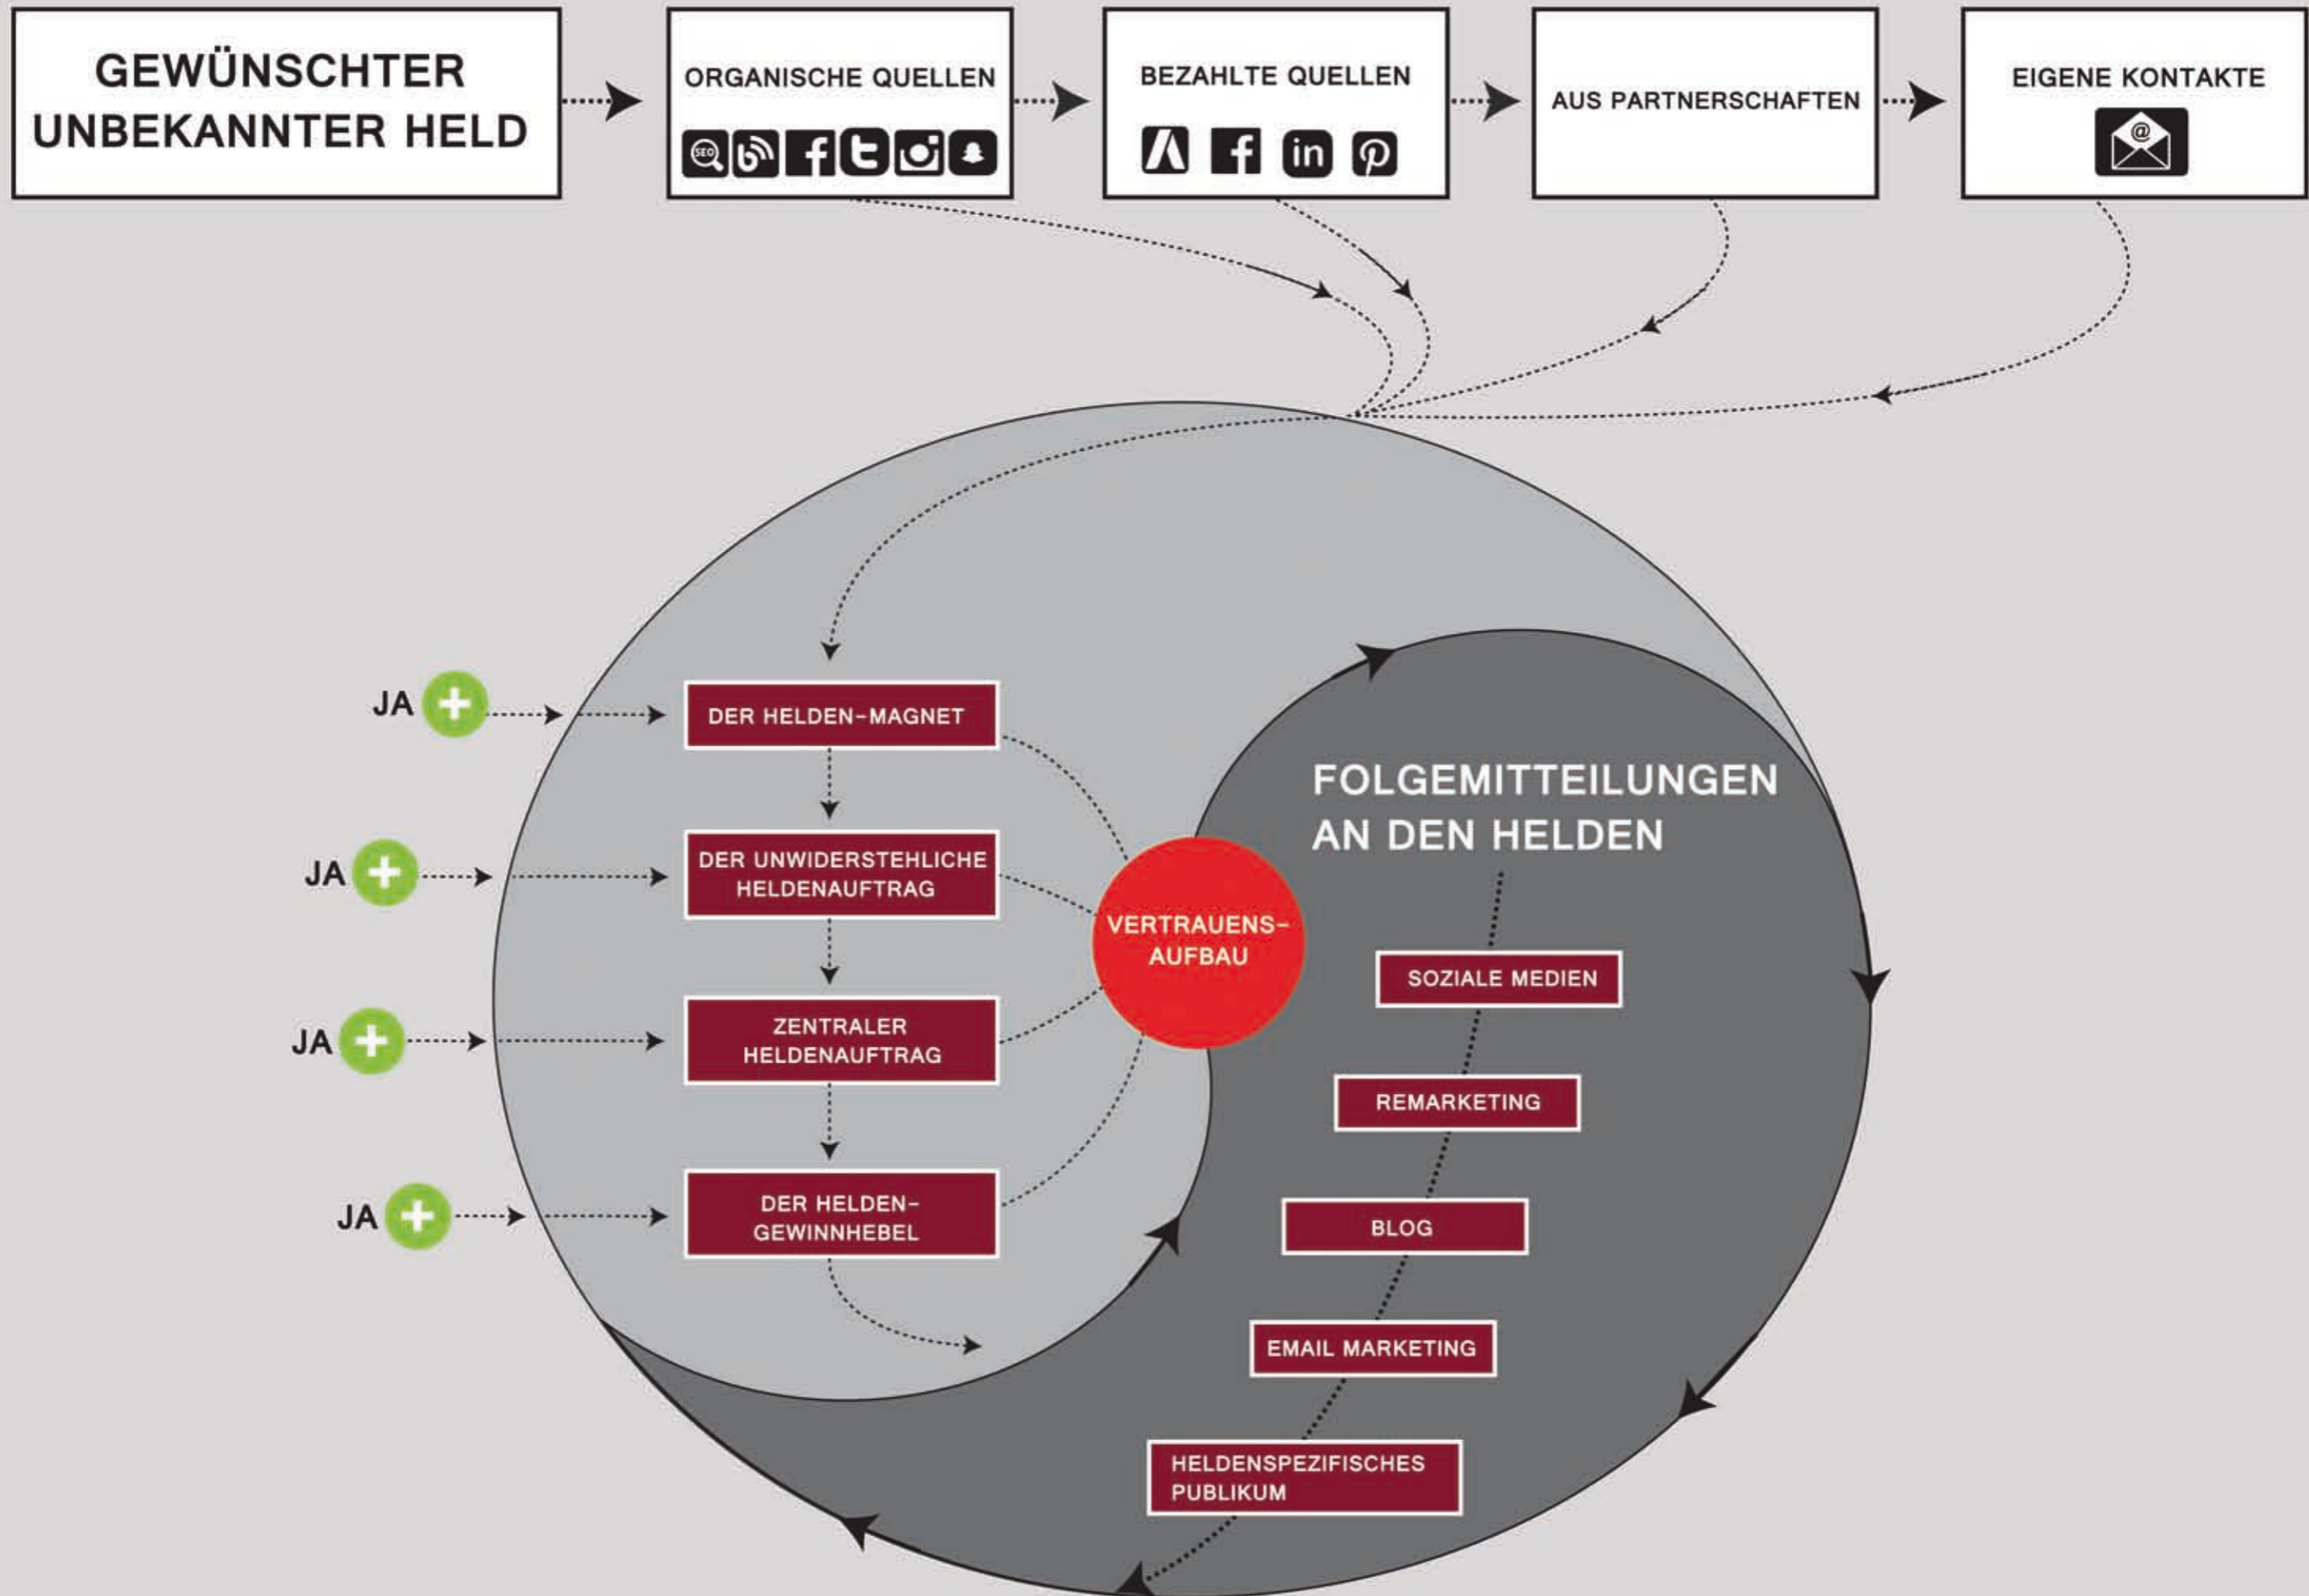 GEWÜNSCHTER
UNBEKANNTER HELD
ORGANISCHE QUELLEN
SEO
BEZAHLTE QUELLEN
in
AUS PARTNERSCHAFTEN
EIGENE KONTAKTE
@
JA
DER HELDEN-MAGNET
JA
DER UNWIDERSTEHLICHE
HELDENAUFTRAG
JA
ZENTRALER
HELDENAUFTRAG
JA
DER HELDEN-
GEWINNHEBEL
VERTRAUENS-
AUFBAU
FOLGEMITTEILUNGEN
AN DEN HELDEN
SOZIALE MEDIEN
REMARKETING
BLOG
EMAIL MARKETING
HELDENSPEZIFISCHES
PUBLIKUM